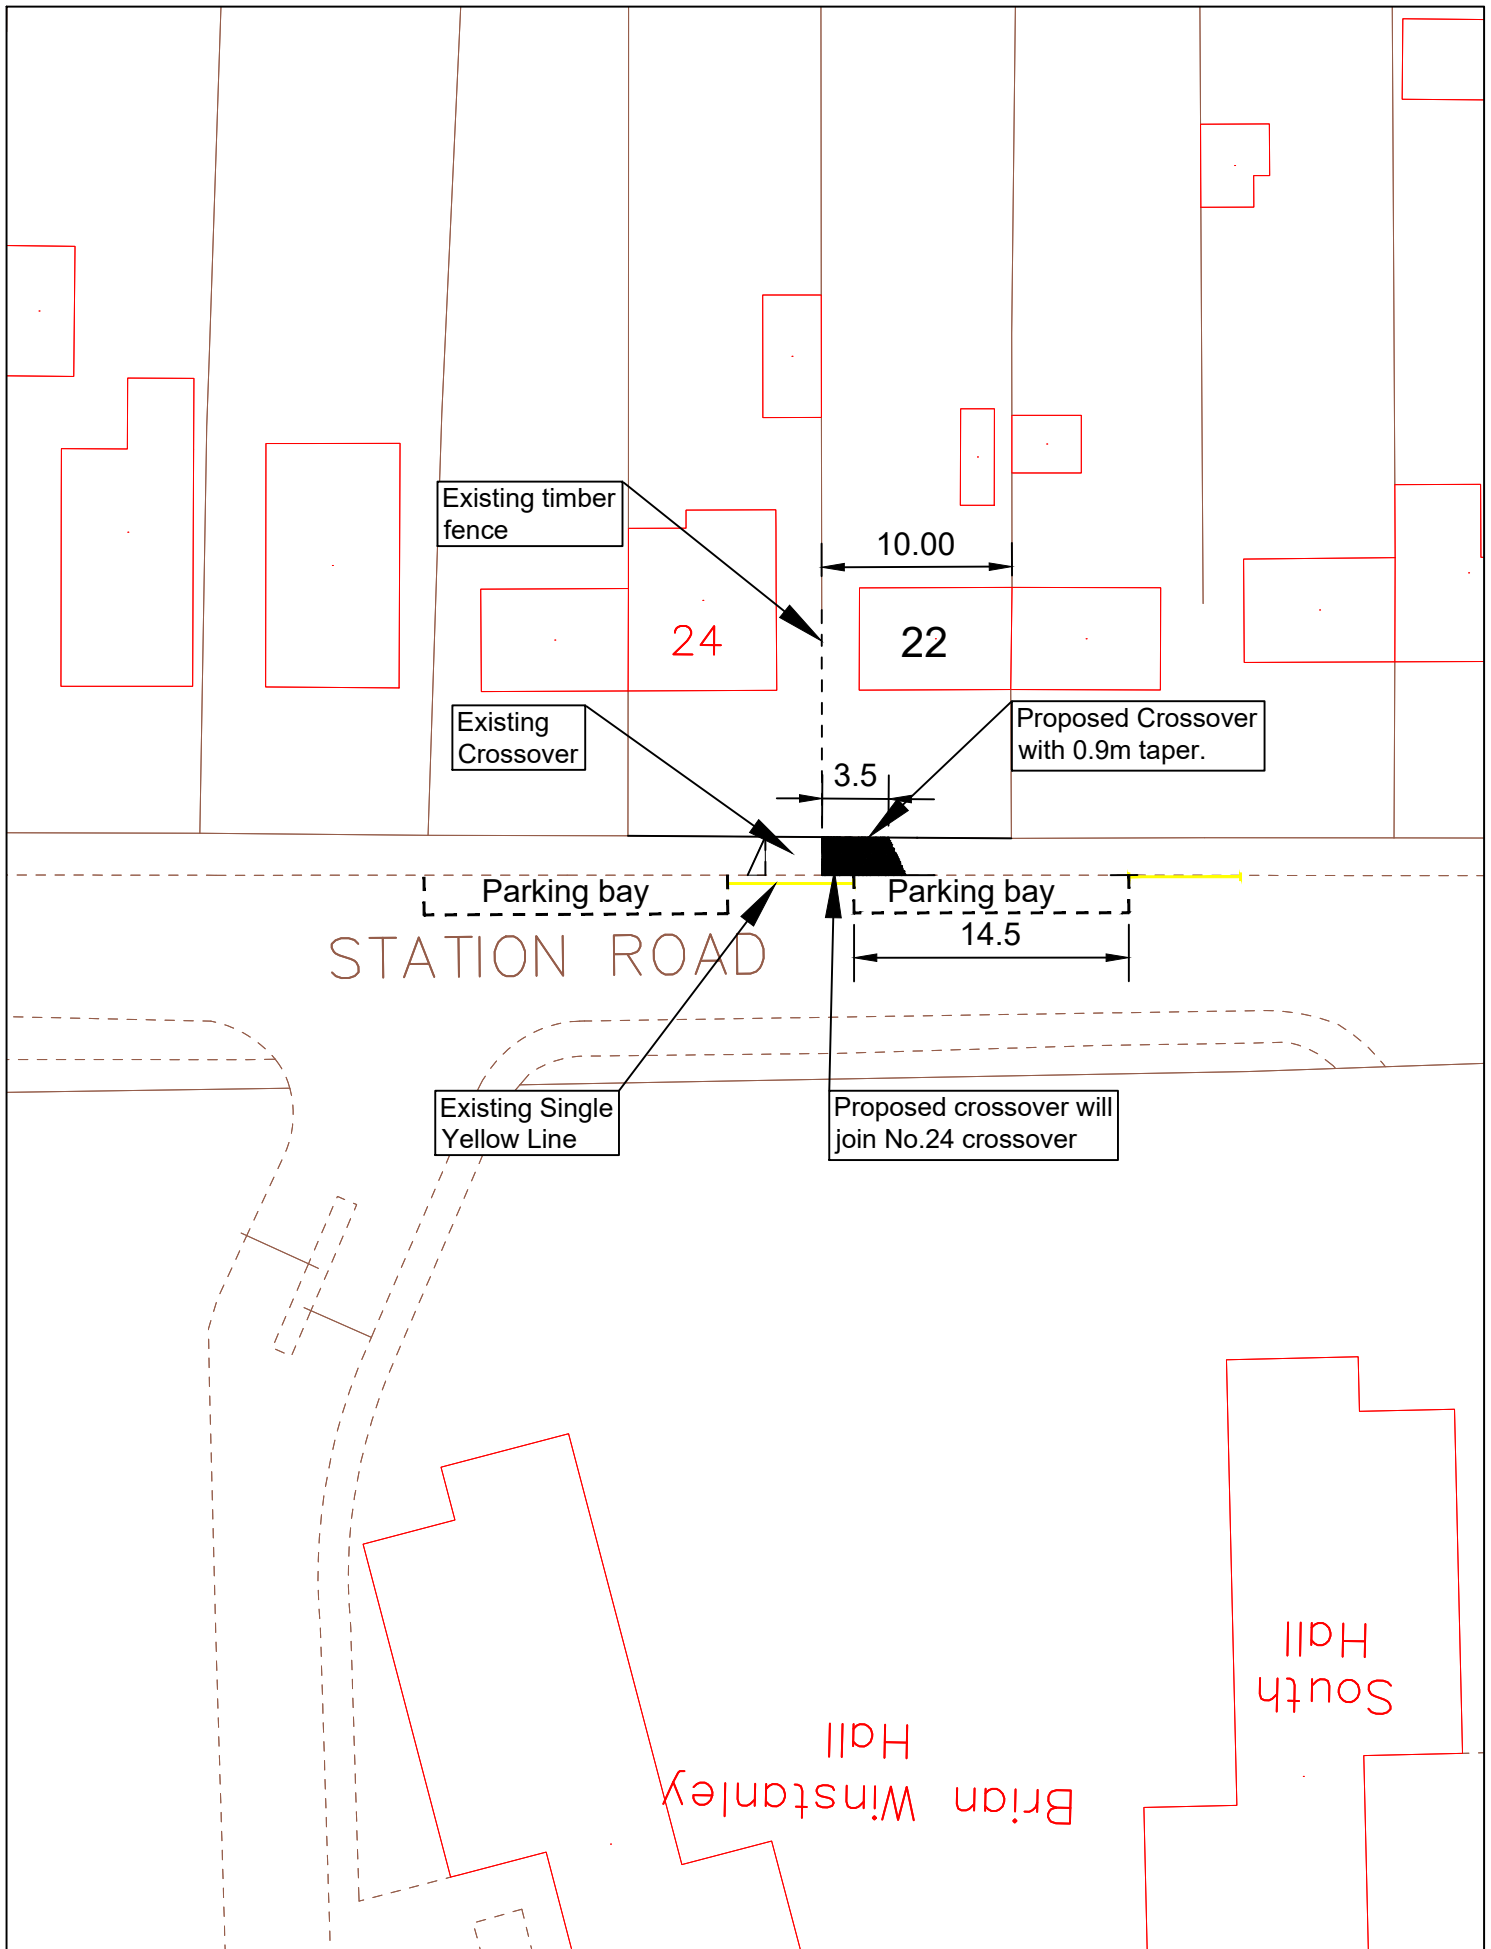 Existing timber
fence
10.00
24
22
Existing
Crossover
Proposed Crossover
with 0.9m taper.
3.5
Parking bay
Parking bay
STATION ROAD
14.5
Existing Single
Yellow Line
Proposed crossover will
join No.24 crossover
South
Hall
Brian Winstanley
Hall